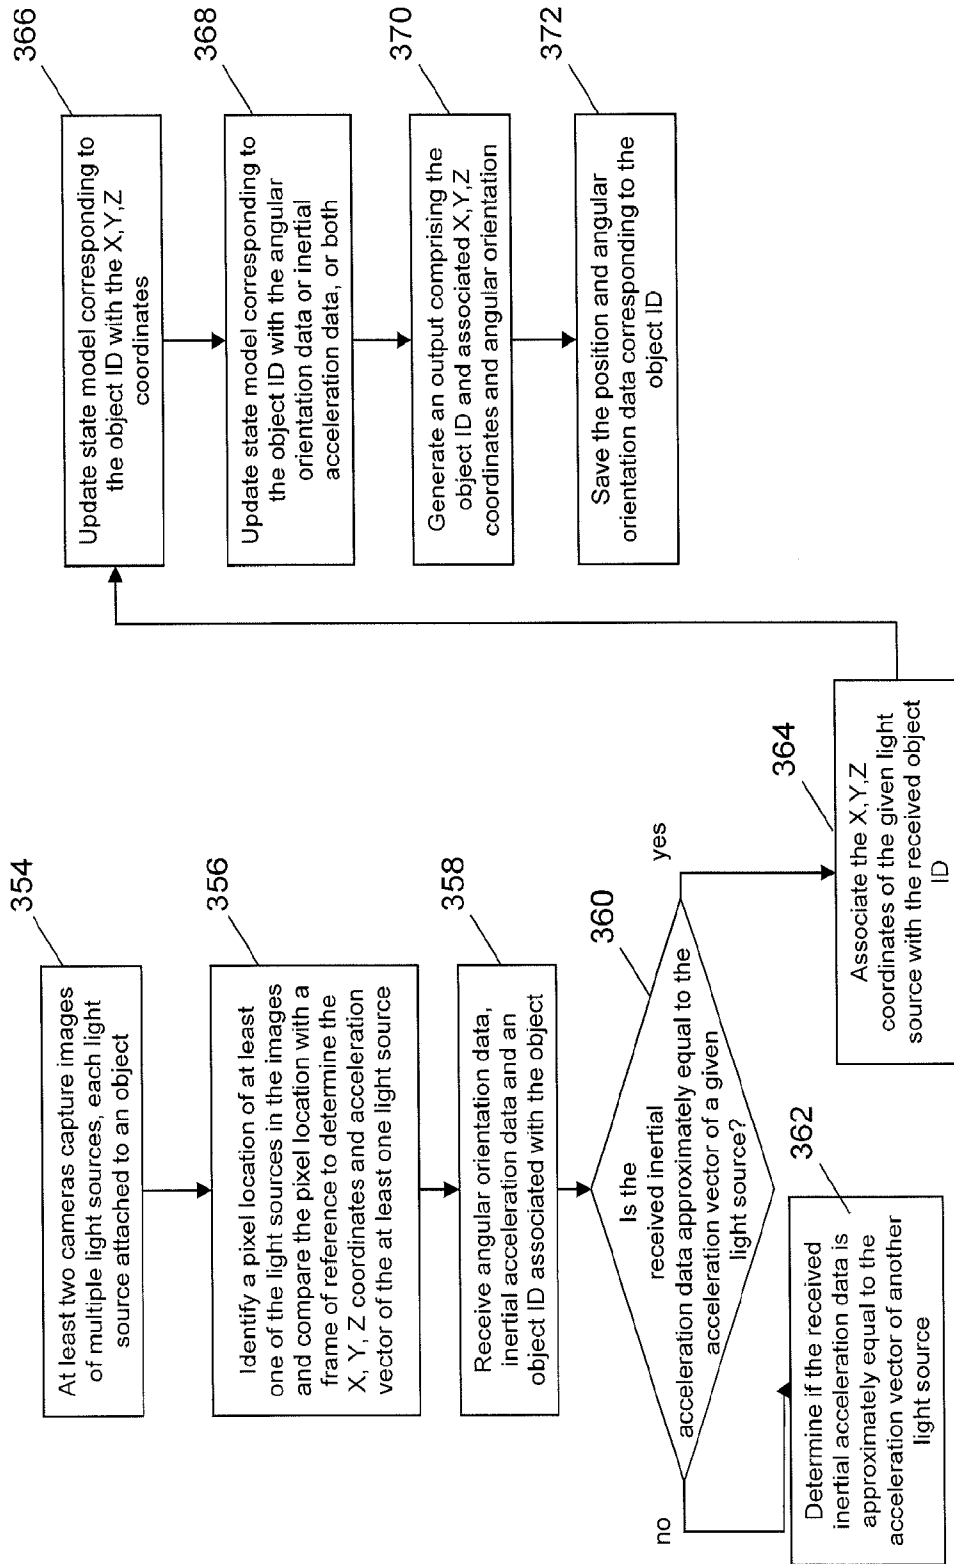 354
At least two cameras capture images
of multiple light sources, each light
source attached to an object
356
Identify a pixel location of at least
one of the light sources in the images
and compare the pixel location with a
frame of reference to determine the
X, Y, Z coordinates and acceleration
vector of the at least one light source
358
Receive angular orientation data,
inertial acceleration data and an
object ID associated with the object
360
Is the
received inertial
acceleration data approximately equal to the
acceleration vector of a given
light source?
no
yes
362
Determine if the received
inertial acceleration data is
approximately equal to the
acceleration vector of another
light source
364
Associate the X,Y,Z
coordinates of the given light
source with the received object
ID
366
Update state model corresponding to
the object ID with the X,Y,Z
coordinates
368
Update state model corresponding to
the object ID with the angular
orientation data or inertial
acceleration data, or both
370
Generate an output comprising the
object ID and associated X,Y,Z
coordinates and angular orientation
372
Save the position and angular
orientation data corresponding to the
object ID